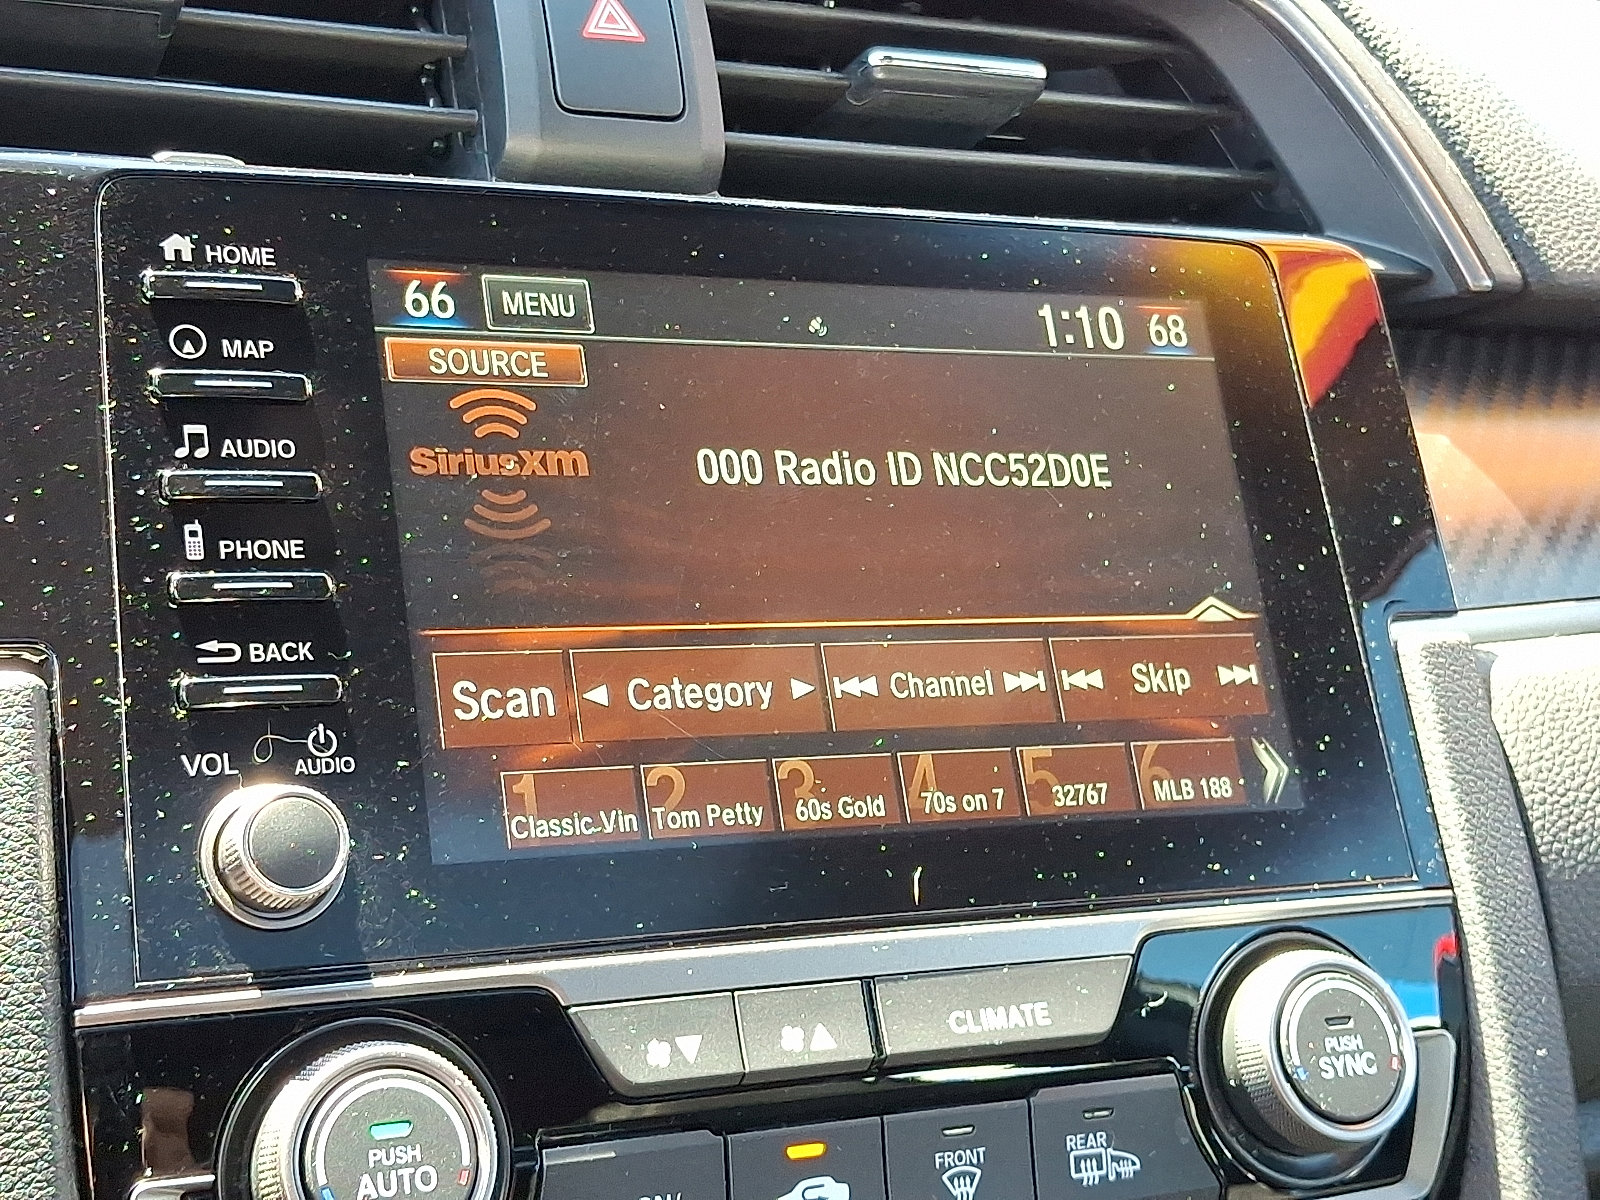 HOME
MAP
AUDIO
PHONE
BACK
VOL
AUDIO
66 MENU 1:10 68
SOURCE
SiriusXM
000 Radio ID NCC52D0E
Scan Category Channel Skip
1 Classic Vin
2 Tom Petty
3 60s Gold
4 70s on 7
5 32767
6 MLB 188
CLIMATE
PUSH
AUTO
PUSH
SYNC
FRONT
REAR